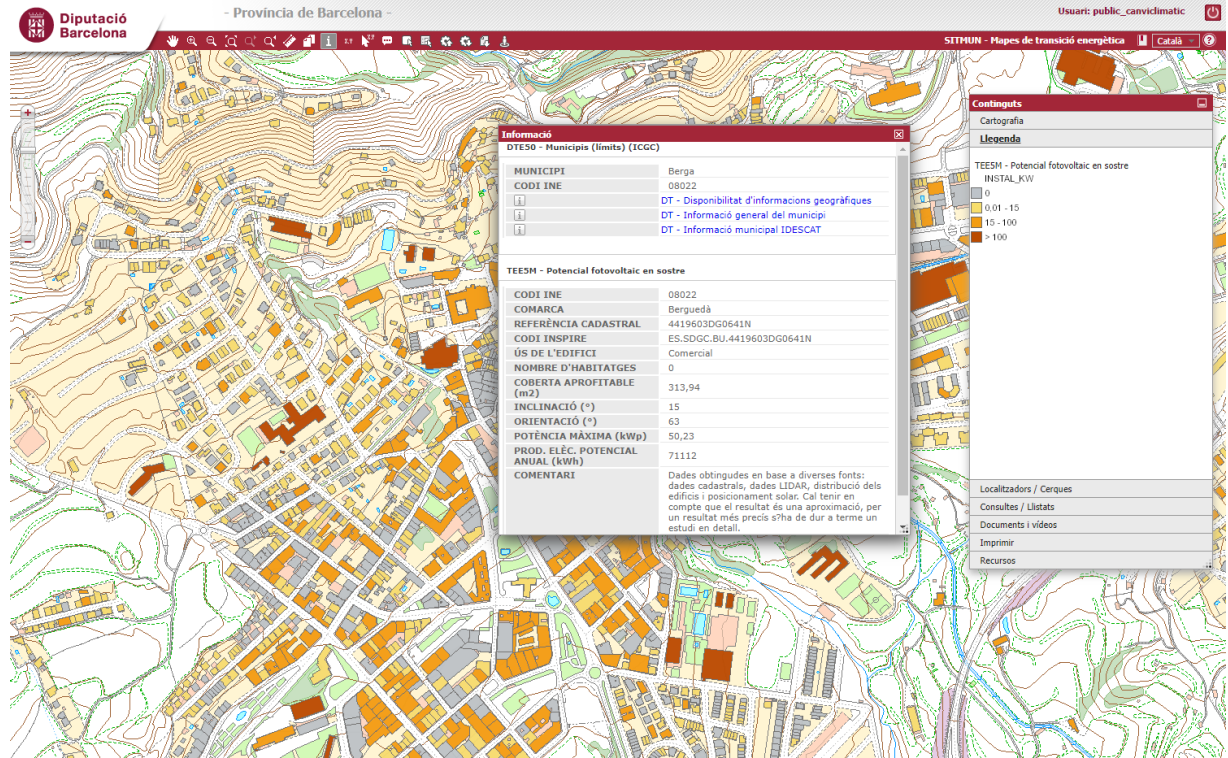 Diputació
Barcelona
- Província de Barcelona -
Usuari: public_canviclimatic
SITMUN - Mapes de transició energètica
Català
Informació
DTE50 - Municipis (límits) (ICGC)
MUNICIPI Berga
CODI INE 08022
DT - Disponibilitat d'informacions geogràfiques
DT - Informació general del municipi
DT - Informació municipal IDESCAT
TEE5M - Potencial fotovoltaic en sostre
CODI INE 08022
COMARCA Berguedà
REFERÈNCIA CADASTRAL 4419603DG0641N
CODI INSPIRE ES.SDGC.BU.4419603DG0641N
ÚS DE L'EDIFICI Comercial
NOMBRE D'HABITATGES 0
COBERTA APROFITABLE (m2) 313,94
INCLINACIÓ (°) 15
ORIENTACIÓ (°) 63
POTÈNCIA MÀXIMA (kWp) 50,23
PROD. ELÈC. POTENCIAL ANUAL (kWh) 71112
COMENTARI Dades obtingudes en base a diverses fonts:
dades cadastrals, dades LIDAR, distribució dels
edificis i posicionament solar. Cal tenir en
compte que el resultat és una aproximació, per
un resultat més precís s?ha de dur a terme un
estudi en detall.
Continguts
Cartografia
Llegenda
TEE5M - Potencial fotovoltaic en sostre
INSTAL_KW
0
0,01 - 15
15 - 100
> 100
Localitzadors / Cerques
Consultes / Llistats
Documents i vídeos
Imprimir
Recursos